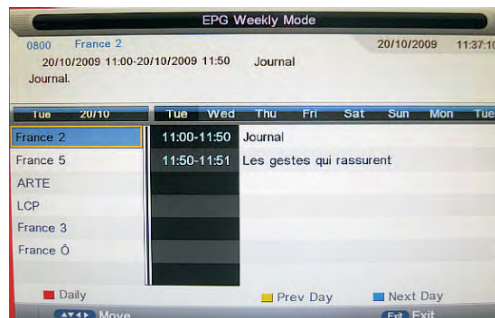 EPG Weekly Mode
0800 France 2 20/10/2009 11:37:16
20/10/2009 11:00-20/10/2009 11:50 Journal
Journal.
Tue 20/10 Tue Wed Thu Fri Sat Sun Mon Tue
France 2 11:00-11:50 Journal
France 5 11:50-11:51 Les gestes qui rassurent
ARTE
LCP
France 3
France Ô
Daily Prev Day Next Day
Move Exit Exit